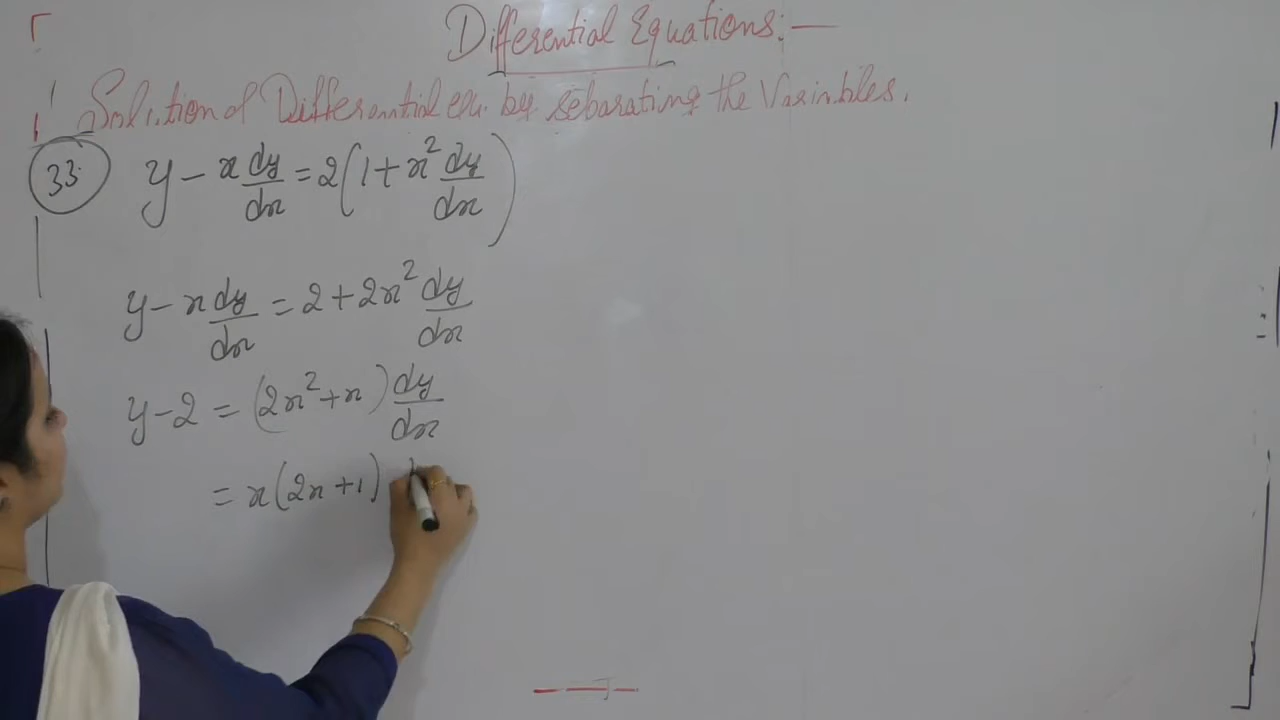 Differential Equations:—
Solution of Differential equ. by separating the Variables.
33. y - x dy/dx = 2(1 + x² dy/dx)
y - x dy/dx = 2 + 2x² dy/dx
y - 2 = (2x² + x) dy/dx
= x(2x + 1)